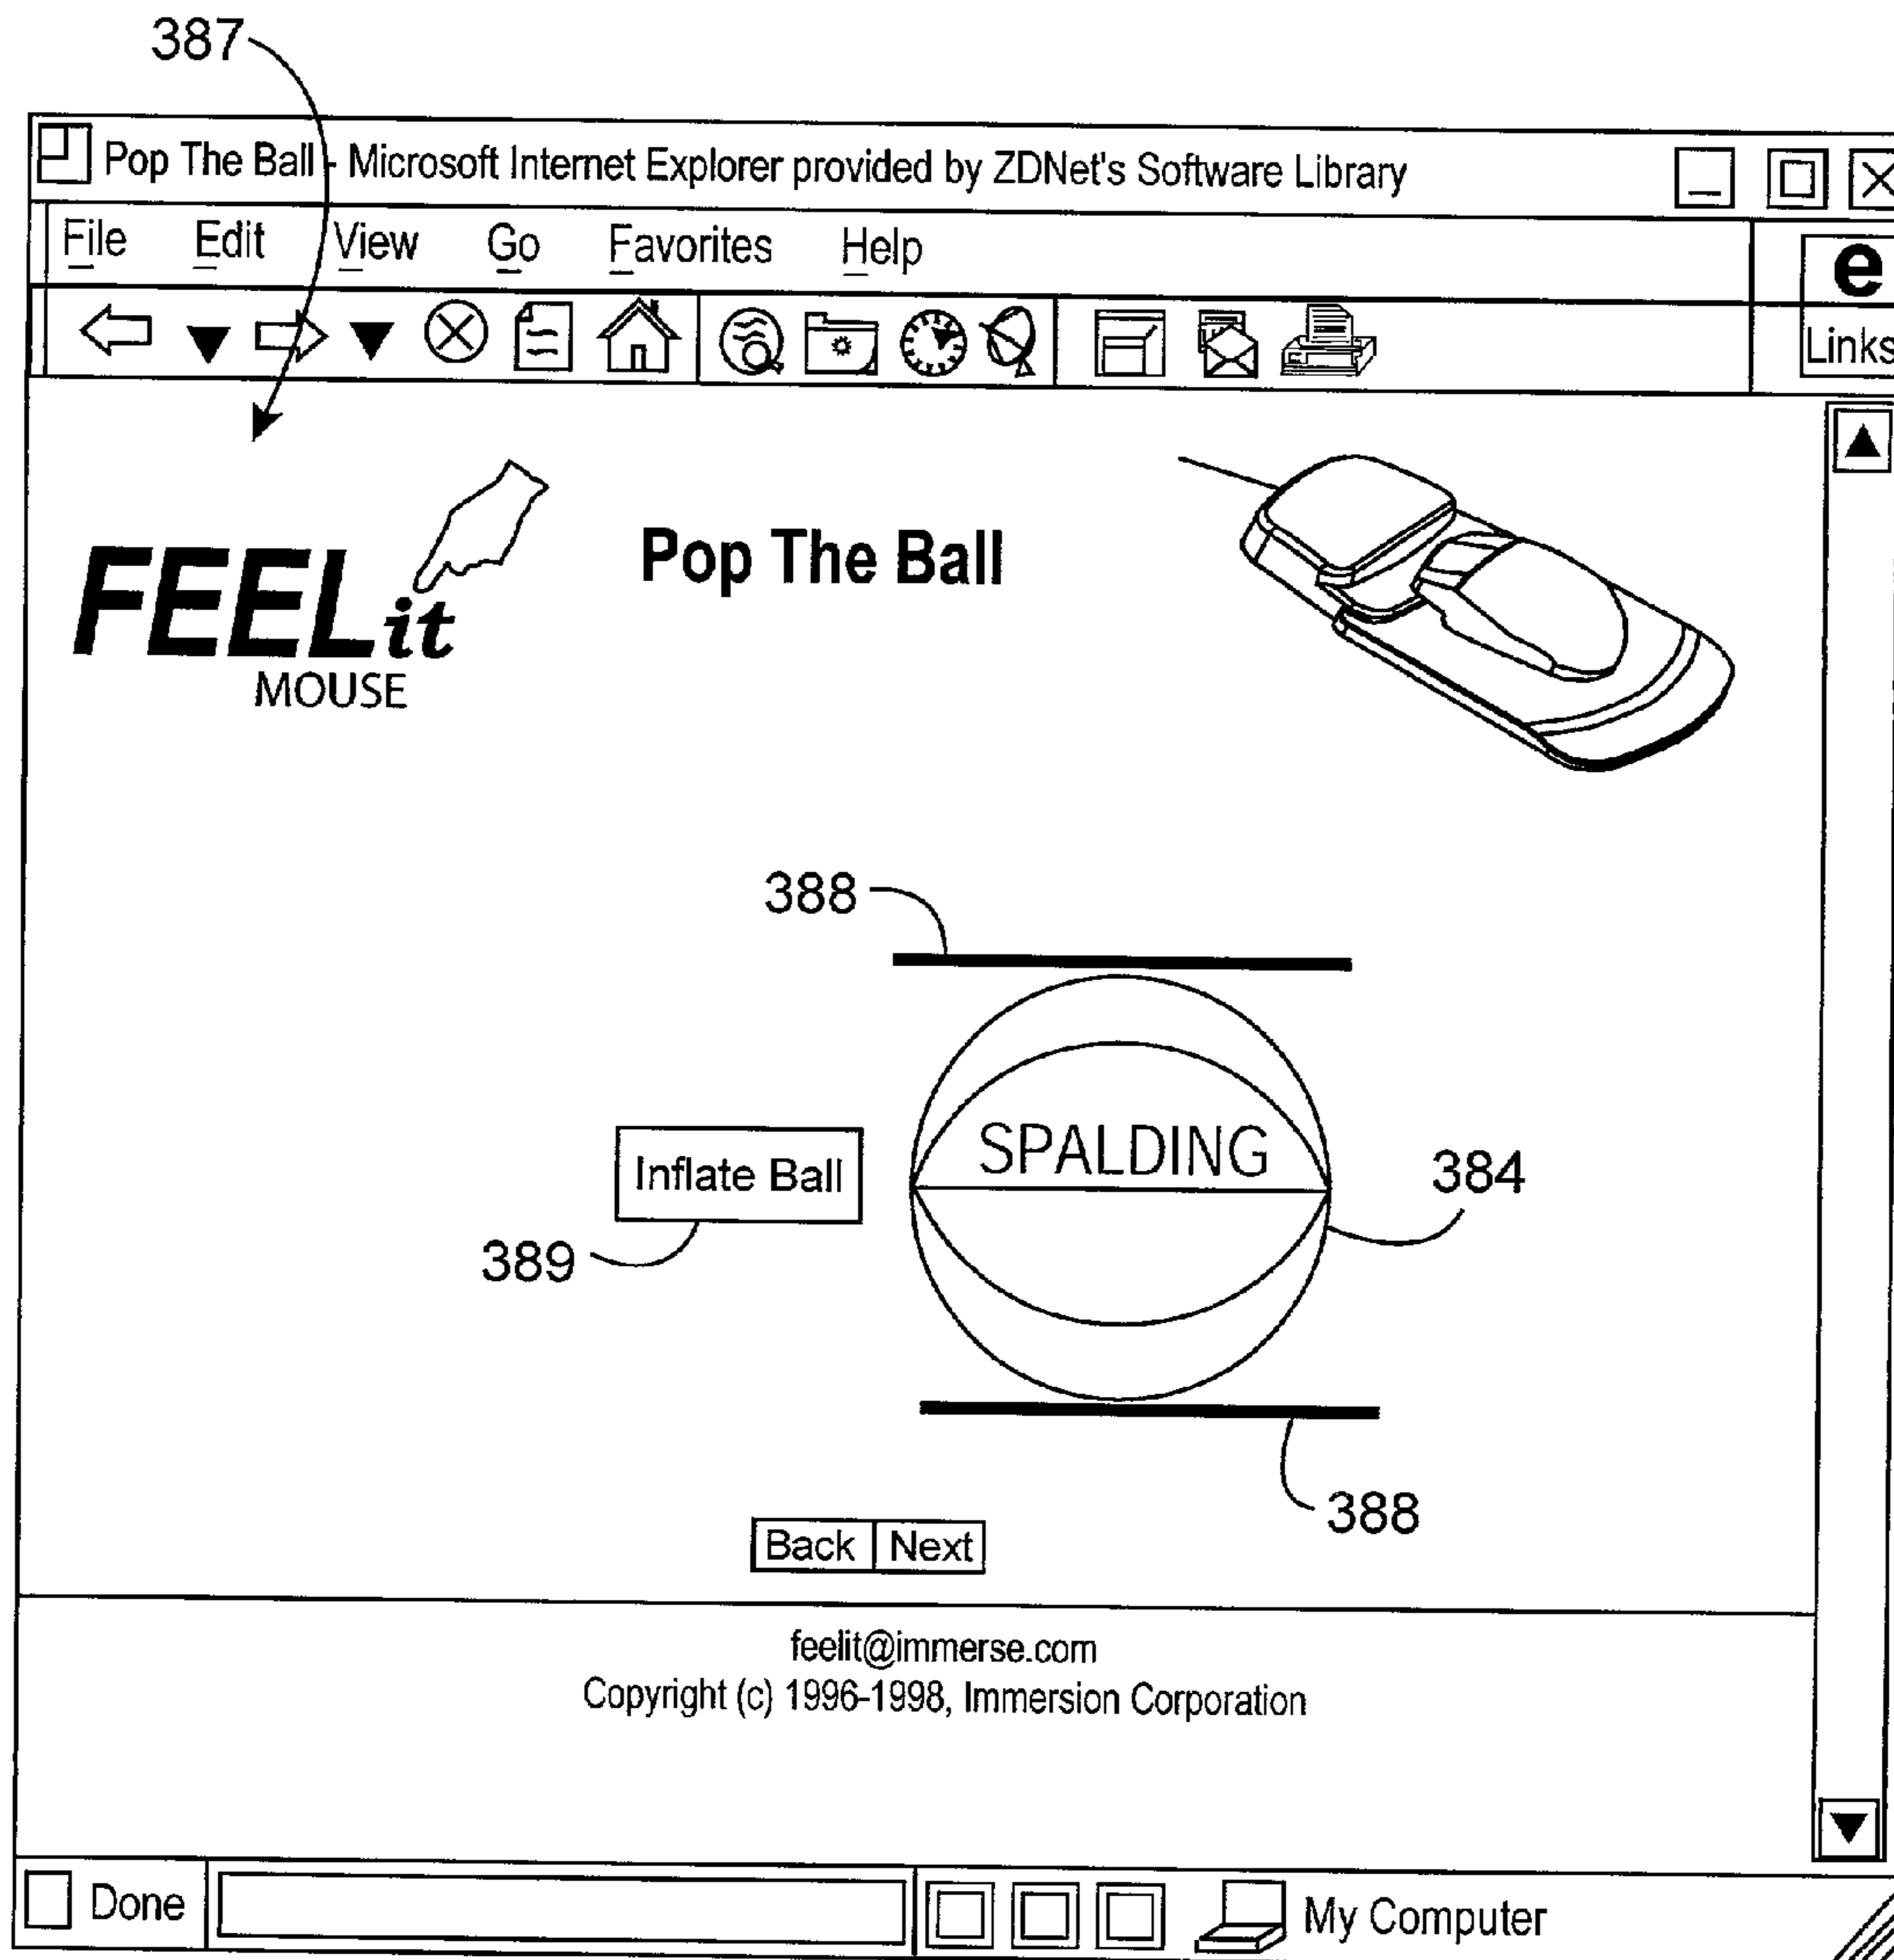 387
Pop The Ball - Microsoft Internet Explorer provided by ZDNet's Software Library
File Edit View Go Favorites Help
e
Links
FEELit
MOUSE
Pop The Ball
388
SPALDING
Inflate Ball
384
389
388
Back Next
feelit@immerse.com
Copyright (c) 1996-1998, Immersion Corporation
Done
My Computer